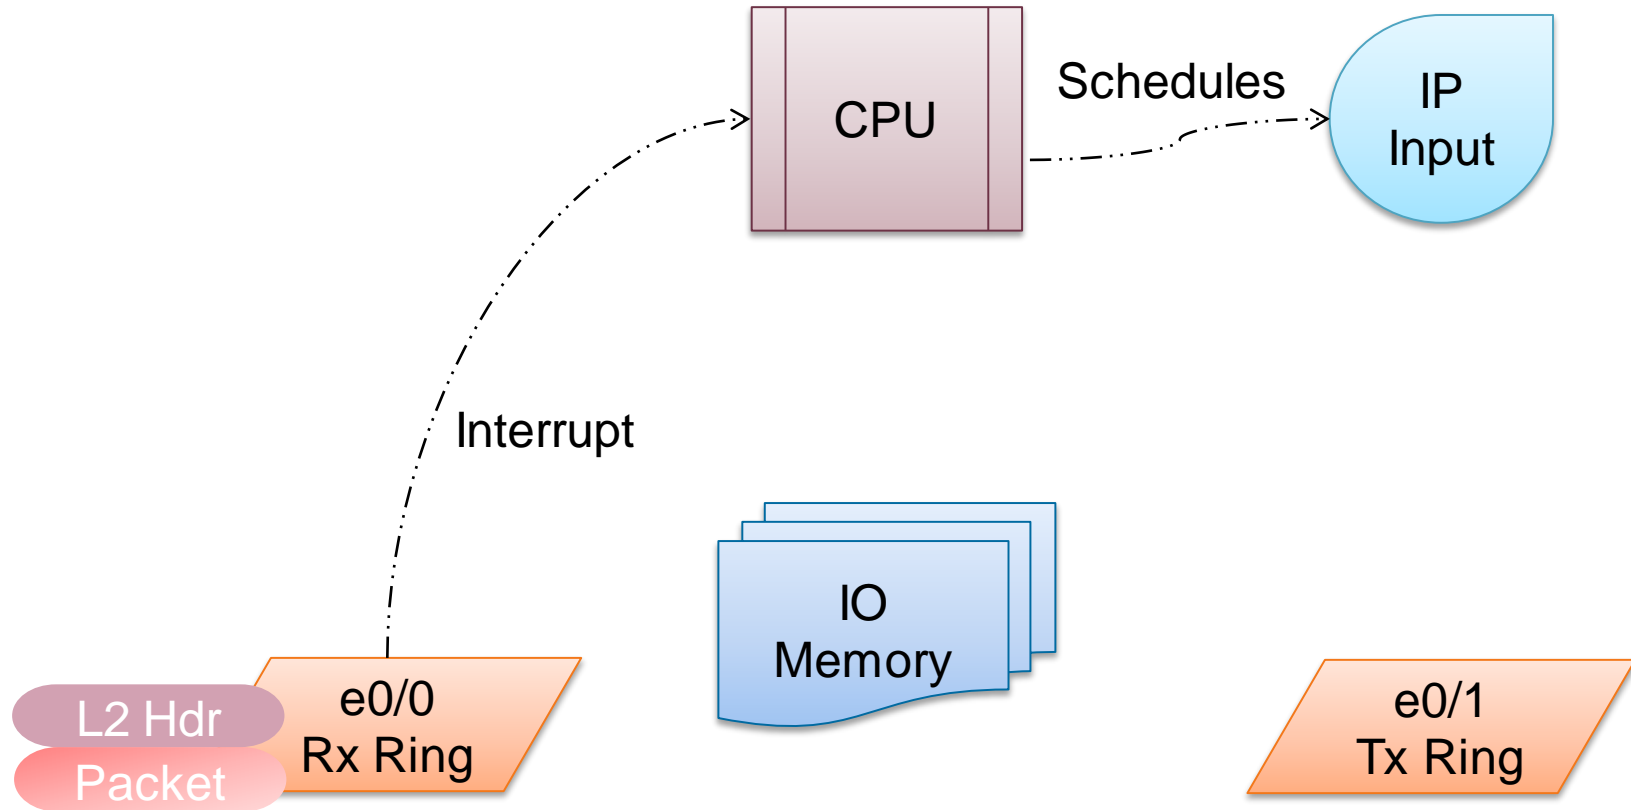 CPU
Schedules
IP
Input
Interrupt
IO
Memory
L2 Hdr
Packet
e0/0
Rx Ring
e0/1
Tx Ring